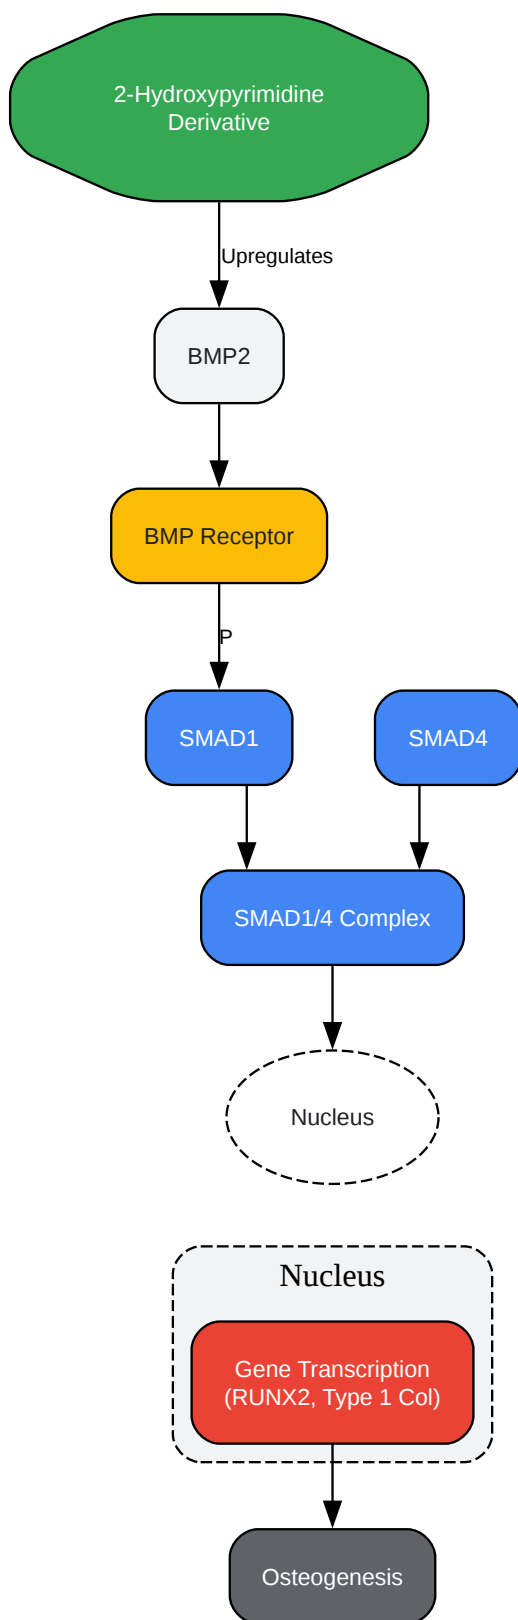 2-Hydroxypyrimidine
Derivative
Upregulates
BMP2
BMP Receptor
P
SMAD1
SMAD4
SMAD1/4 Complex
Nucleus
Nucleus
Gene Transcription
(RUNX2, Type 1 Col)
Osteogenesis